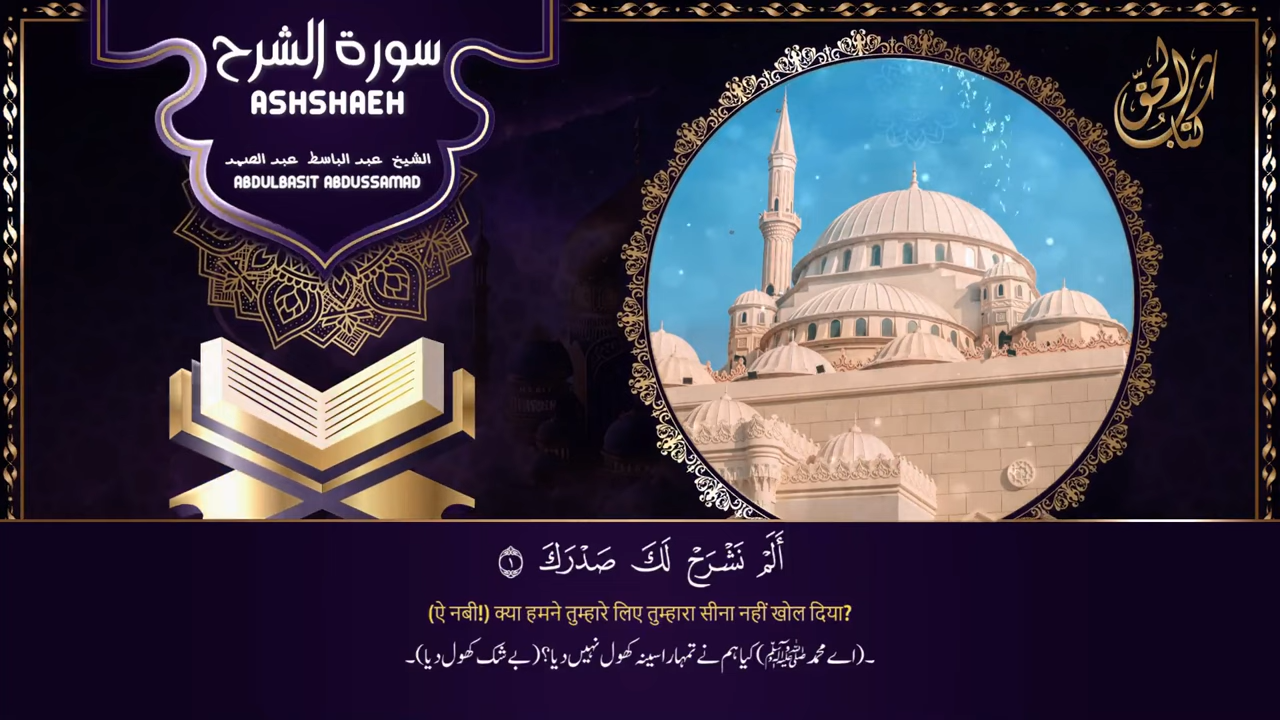 سورة الشرح
ASHSHAEH
الشيخ عبد الباسط عبد الصمد
ABDULBASIT ABDUSSAMAD
كتاب الحق
أَلَمْ نَشْرَحْ لَكَ صَدْرَكَ ١
(ऐ नबी!) क्या हमने तुम्हारे लिए तुम्हारा सीना नहीं खोल दिया?
۔(اے محمد ﷺ) کیا ہم نے تمہارا سینہ کھول نہیں دیا؟ (بے شک کھول دیا)۔